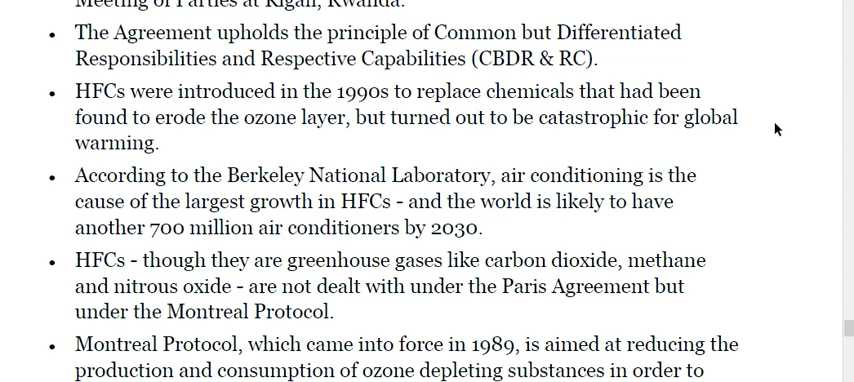 Meeting of Parties at Kigali, Rwanda.
• The Agreement upholds the principle of Common but Differentiated
Responsibilities and Respective Capabilities (CBDR & RC).
• HFCs were introduced in the 1990s to replace chemicals that had been
found to erode the ozone layer, but turned out to be catastrophic for global
warming.
• According to the Berkeley National Laboratory, air conditioning is the
cause of the largest growth in HFCs - and the world is likely to have
another 700 million air conditioners by 2030.
• HFCs - though they are greenhouse gases like carbon dioxide, methane
and nitrous oxide - are not dealt with under the Paris Agreement but
under the Montreal Protocol.
• Montreal Protocol, which came into force in 1989, is aimed at reducing the
production and consumption of ozone depleting substances in order to